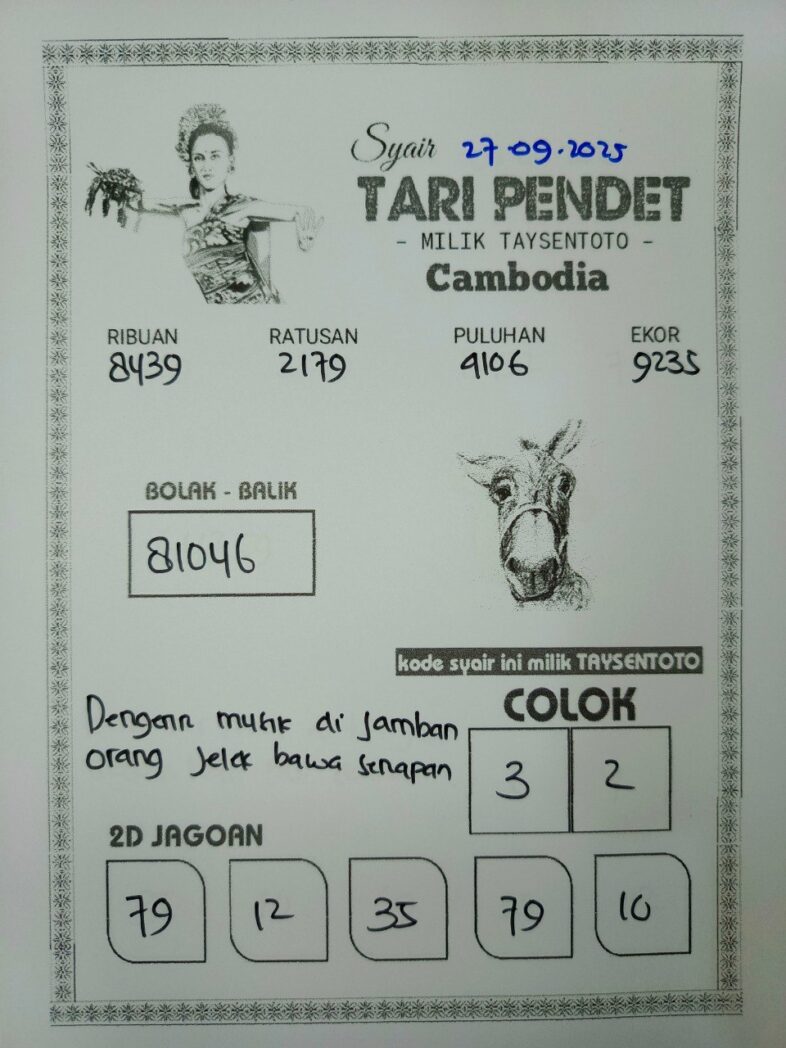 Syair 27-09-2025
TARI PENDET
- MILIK TAYSENTOTO -
Cambodia
RIBUAN RATUSAN PULUHAN EKOR
8439 2179 4106 9235
BOLAK - BALIK
81046
kode syair ini milik TAYSENTOTO
COLOK
3 2
Dengerin musik di jamban
orang jelek bawa senapan
2D JAGOAN
79 12 35 79 10